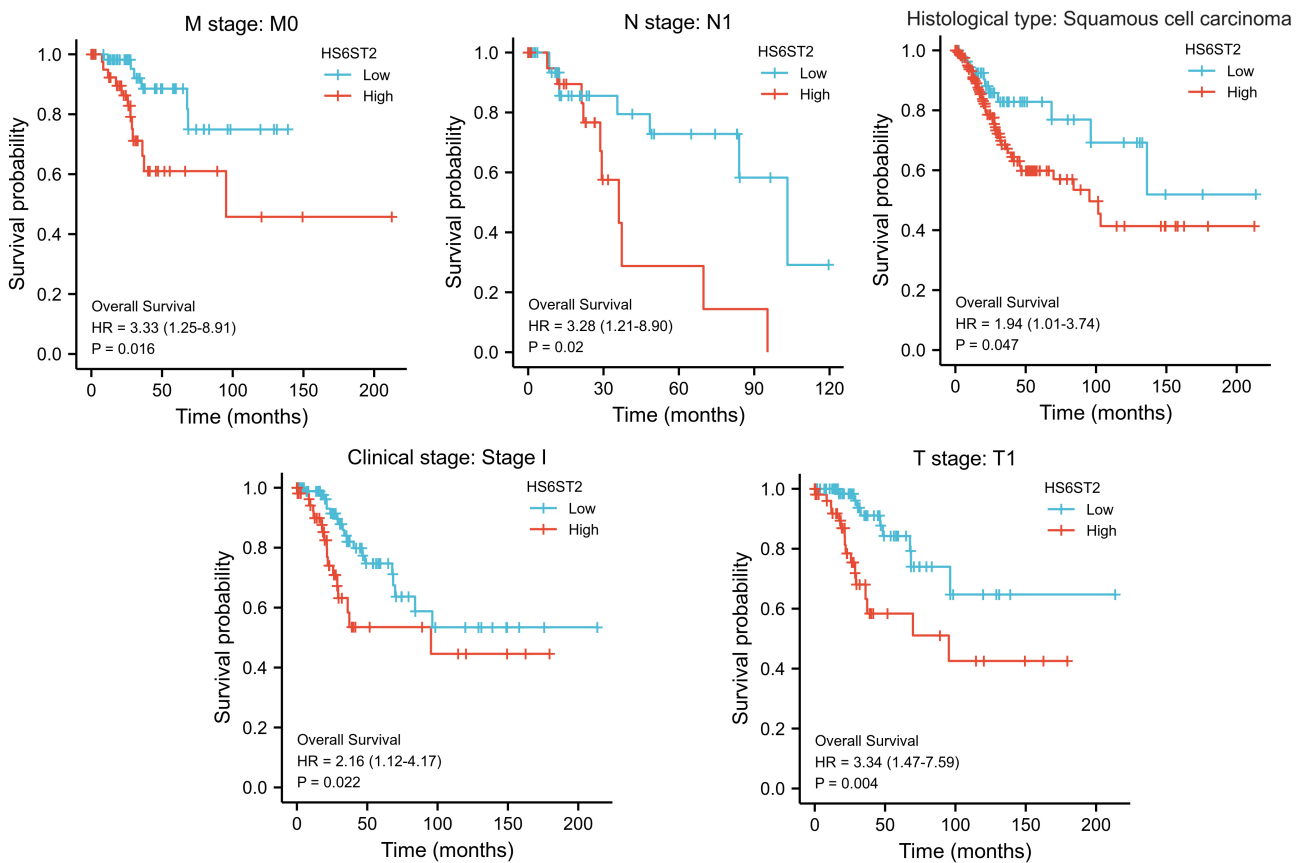 M stage: M0
HS6ST2
Low
High
Survival probability
1.0
0.8
0.6
0.4
0.2
0.0
Overall Survival
HR = 3.33 (1.25-8.91)
P = 0.016
0 50 100 150 200
Time (months)
N stage: N1
HS6ST2
Low
High
Survival probability
1.0
0.8
0.6
0.4
0.2
0.0
Overall Survival
HR = 3.28 (1.21-8.90)
P = 0.02
0 30 60 90 120
Time (months)
Histological type: Squamous cell carcinoma
HS6ST2
Low
High
Survival probability
1.0
0.8
0.6
0.4
0.2
0.0
Overall Survival
HR = 1.94 (1.01-3.74)
P = 0.047
0 50 100 150 200
Time (months)
Clinical stage: Stage I
HS6ST2
Low
High
Survival probability
1.0
0.8
0.6
0.4
0.2
0.0
Overall Survival
HR = 2.16 (1.12-4.17)
P = 0.022
0 50 100 150 200
Time (months)
T stage: T1
HS6ST2
Low
High
Survival probability
1.0
0.8
0.6
0.4
0.2
0.0
Overall Survival
HR = 3.34 (1.47-7.59)
P = 0.004
0 50 100 150 200
Time (months)